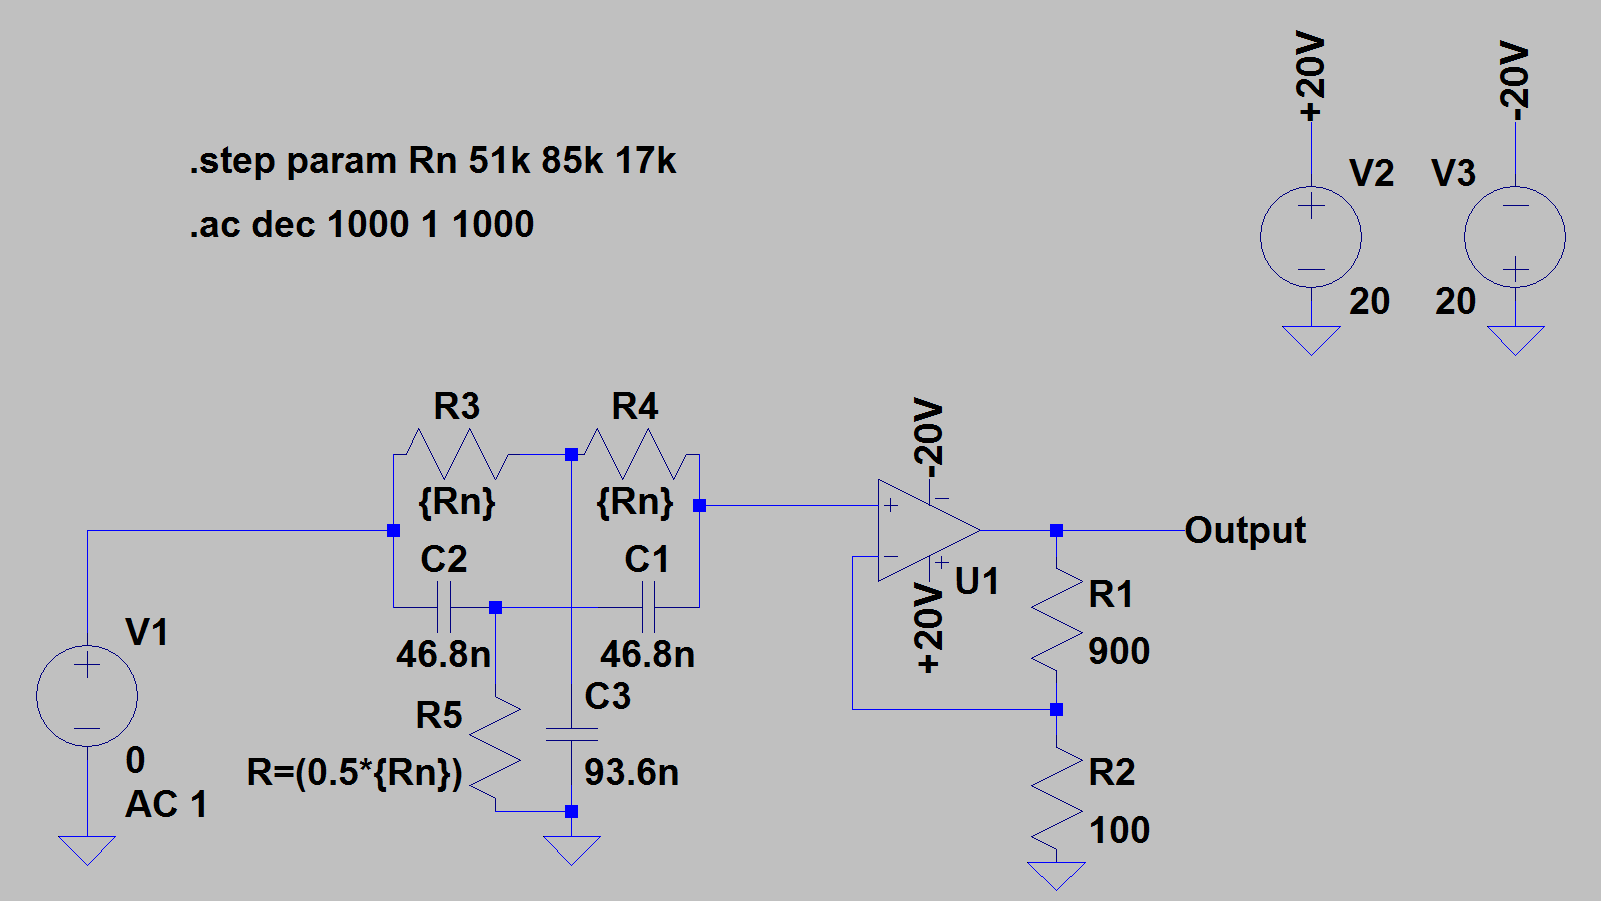 +20V
-20V
.step param Rn 51k 85k 17k
V2
V3
.ac dec 1000 1 1000
+
−
−
+
20
20
R3
R4
-20V
{Rn}
{Rn}
+
−
Output
C2
C1
−
+
U1
R1
V1
46.8n
46.8n
+20V
900
+
C3
R5
−
0
R=(0.5*{Rn})
93.6n
R2
AC 1
100